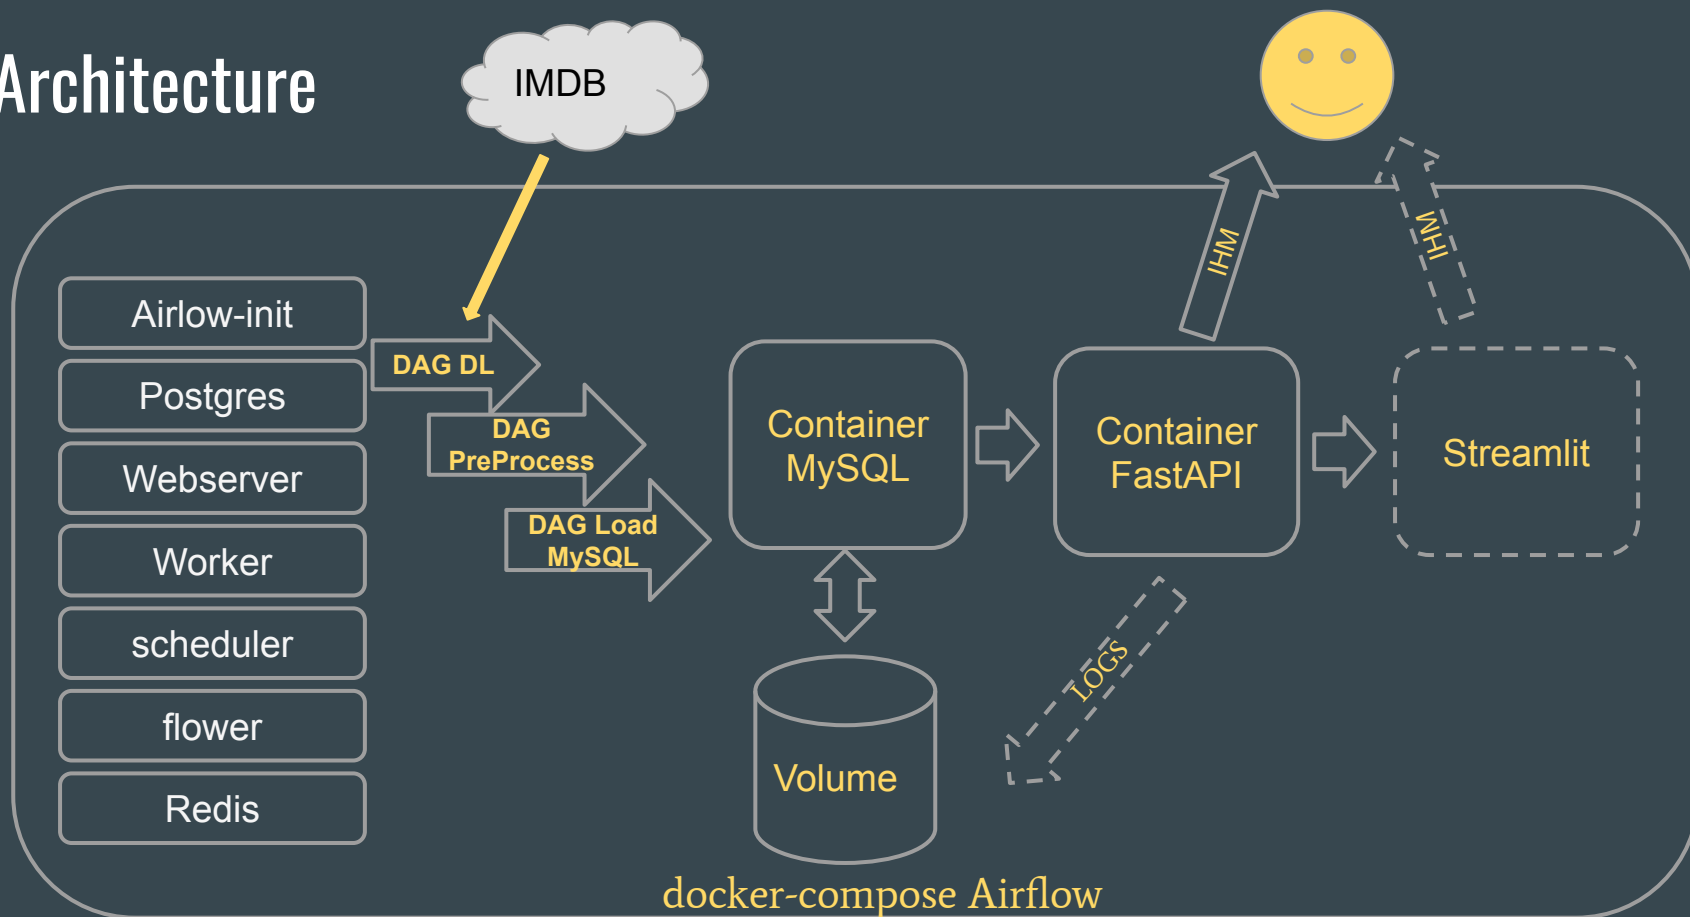 Architecture
IMDB
IHM
IHM
Airlow-init
Postgres
Webserver
Worker
scheduler
flower
Redis
DAG DL
DAG
PreProcess
DAG Load
MySQL
Container
MySQL
Container
FastAPI
Streamlit
LOGS
Volume
docker-compose Airflow